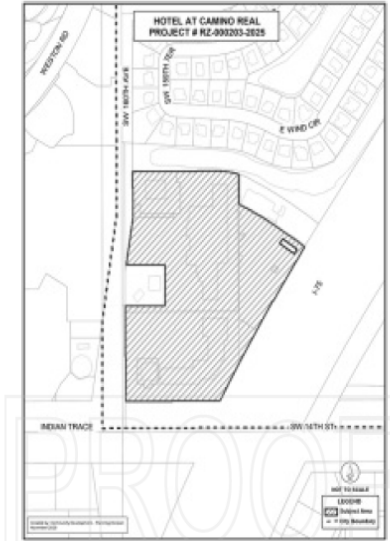 HOTEL AT CAMINO REAL
PROJECT # RZ-000203-2025
WESTON RD
SW 160TH AVE
SW 159TH TER
E WIND CIR
I-75
INDIAN TRACE
SW 14TH ST
NOT TO SCALE
LEGEND
Subject Area
City Boundary
PROOF